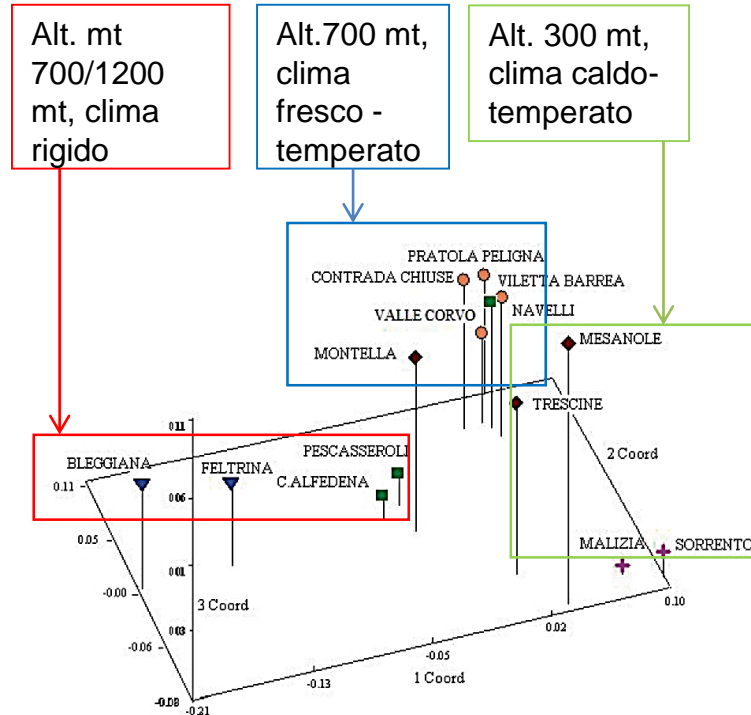 Alt. mt
700/1200
mt, clima
rigido
Alt.700 mt,
clima
fresco -
temperato
Alt. 300 mt,
clima caldo-
temperato
PRATOLA PELIGNA
CONTRADA CHIUSE
VILETTA BARREA
NAVELLI
VALLE CORVO
MONTELLA
MESANOLE
TRESCINE
BLEGGIANA
FELTRINA
PESCASSEROLI
C.ALFEDENA
MALIZIA
SORRENTO
2 Coord
3 Coord
1 Coord
0.11
0.06
0.01
0.03
-0.08
0.11
0.05
-0.00
-0.06
-0.21
-0.13
-0.05
0.02
0.10